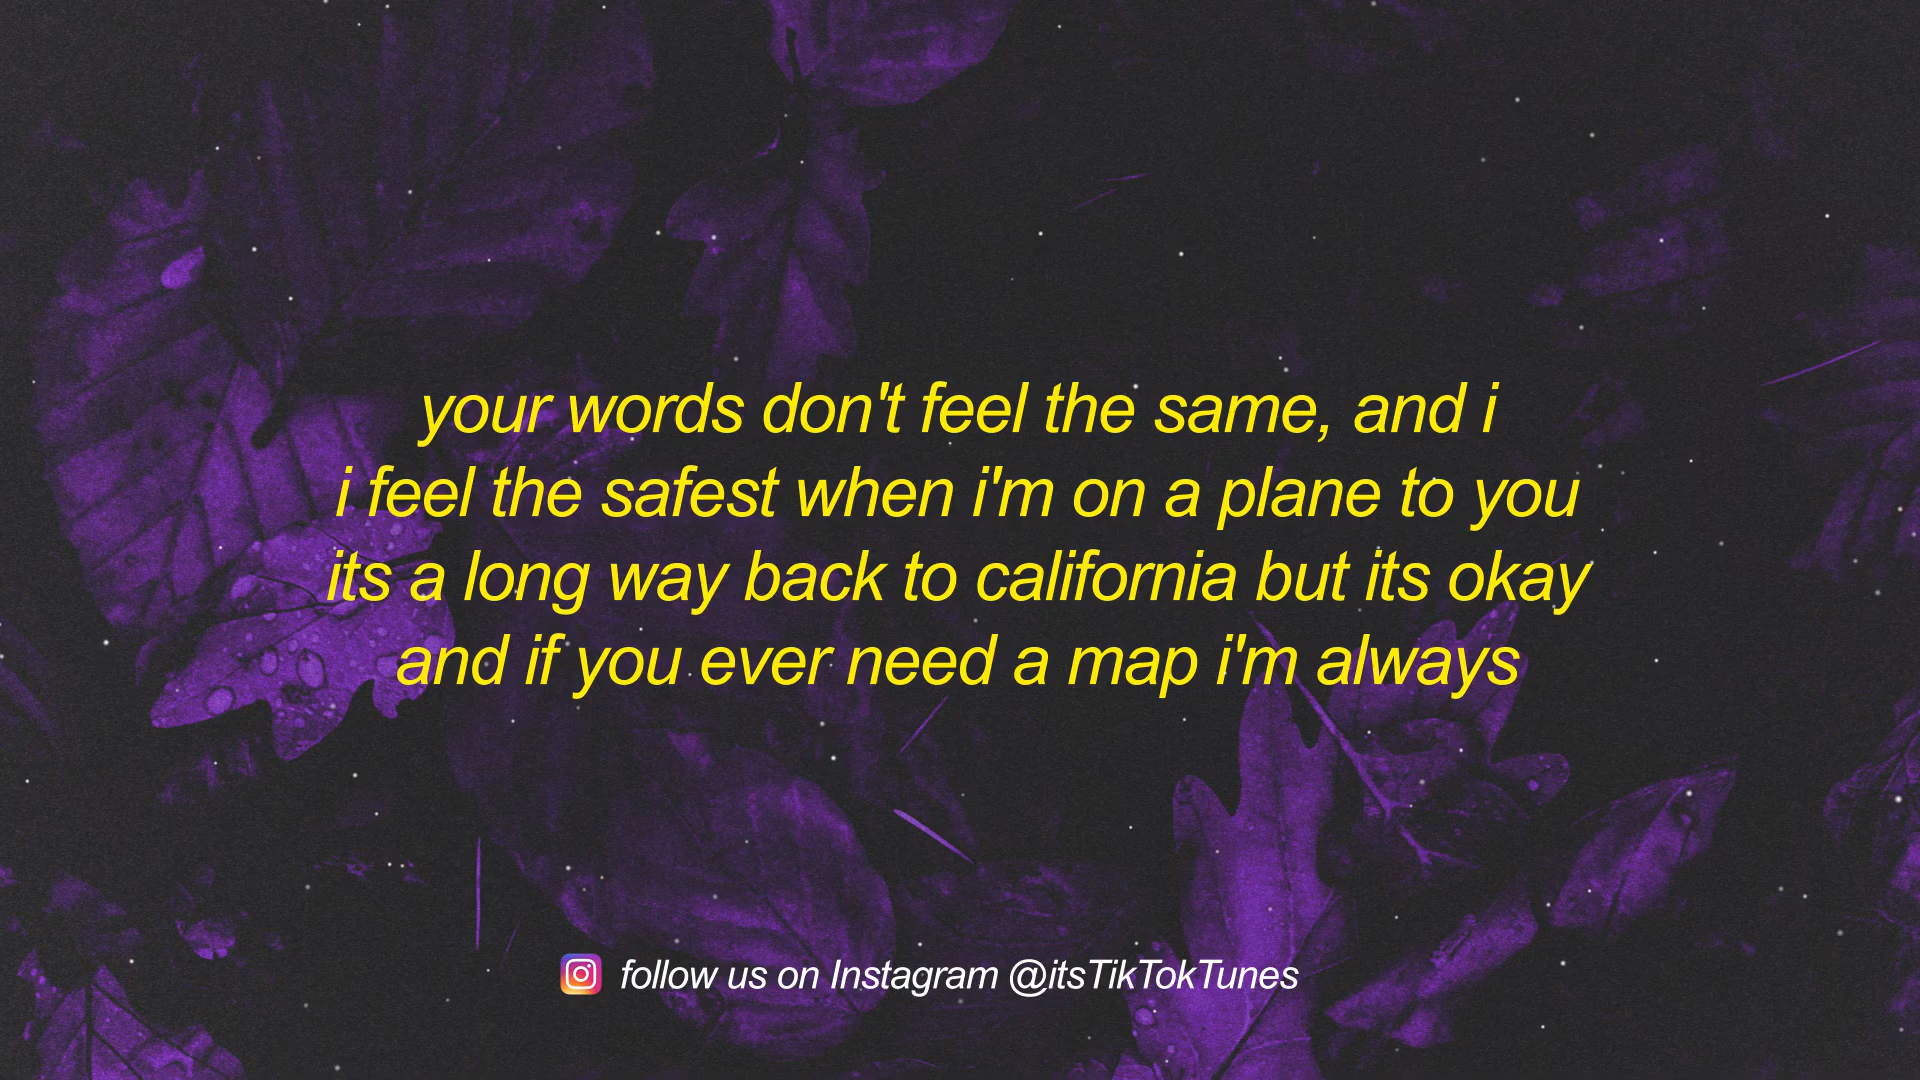 your words don't feel the same, and i
i feel the safest when i'm on a plane to you
its a long way back to california but its okay
and if you ever need a map i'm always
follow us on Instagram @itsTikTokTunes